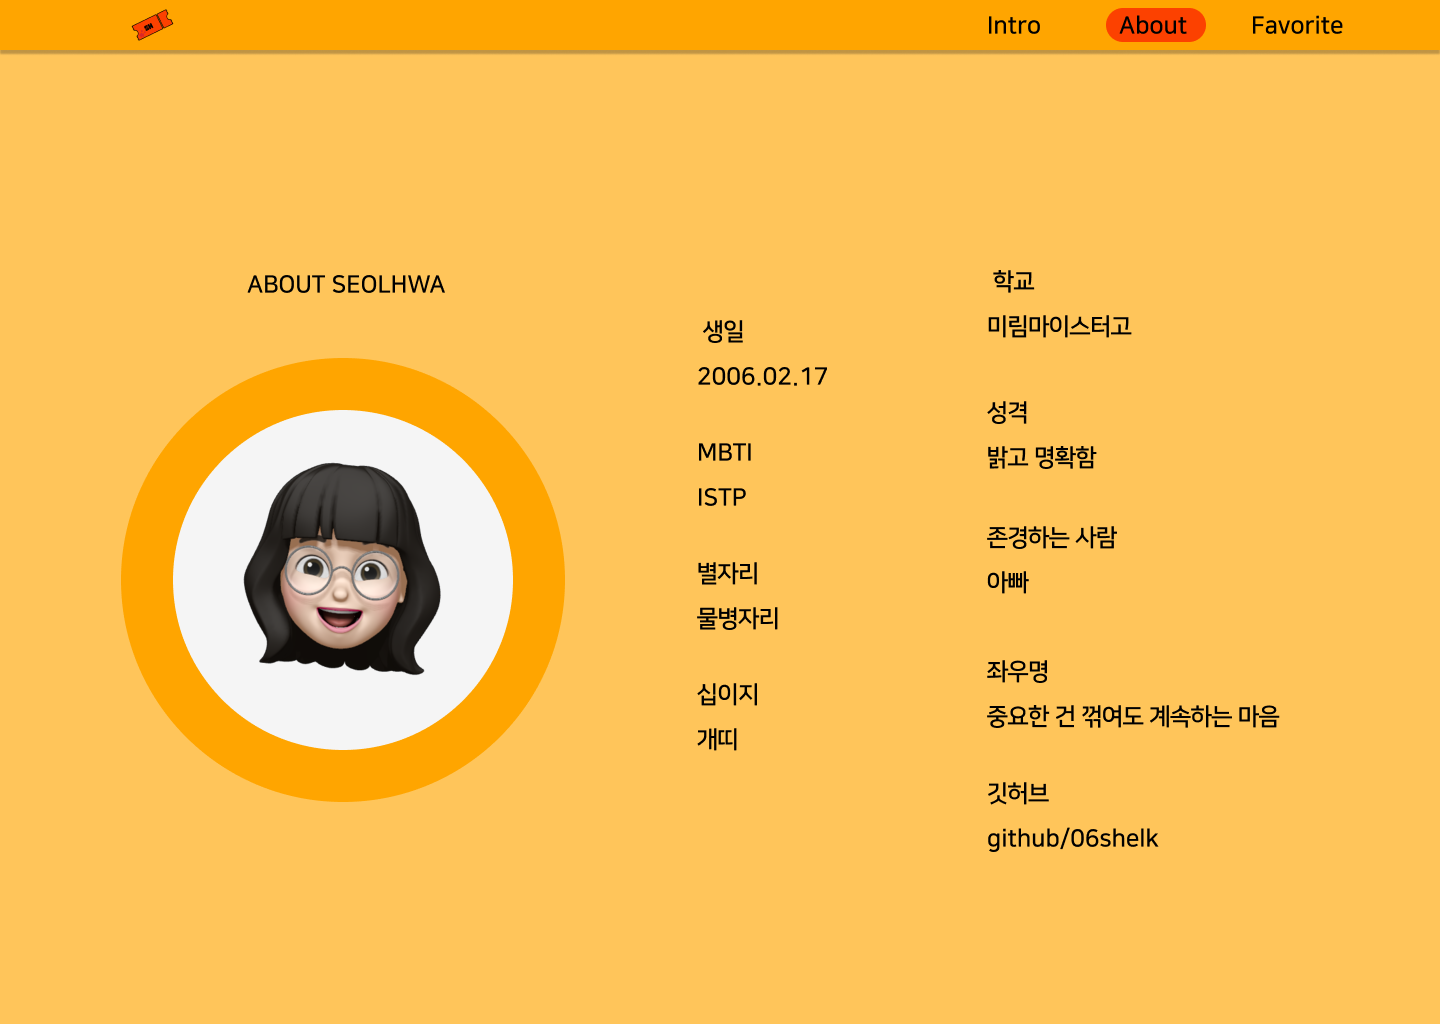 Intro
About
Favorite
ABOUT SEOLHWA
생일
2006.02.17
MBTI
ISTP
별자리
물병자리
십이지
개띠
학교
미림마이스터고
성격
밝고 명확함
존경하는 사람
아빠
좌우명
중요한 건 꺾여도 계속하는 마음
깃허브
github/06shelk